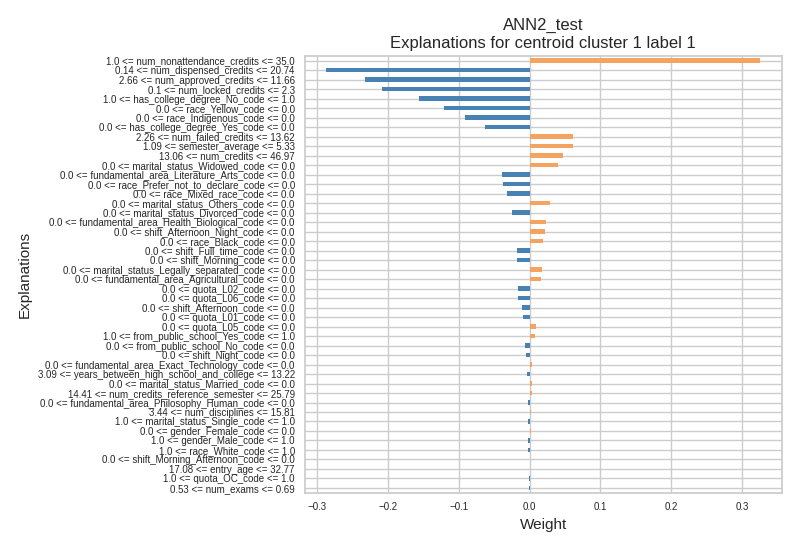 ANN2_test
Explanations for centroid cluster 1 label 1
1.0 <= num_nonattendance_credits <= 35.0
0.14 <= num_dispensed_credits <= 20.74
2.66 <= num_approved_credits <= 11.66
0.1 <= num_locked_credits <= 2.3
1.0 <= has_college_degree_No_code <= 1.0
0.0 <= race_Yellow_code <= 0.0
0.0 <= race_Indigenous_code <= 0.0
0.0 <= has_college_degree_Yes_code <= 0.0
2.26 <= num_failed_credits <= 13.62
1.09 <= semester_average <= 5.33
13.06 <= num_credits <= 46.97
0.0 <= marital_status_Widowed_code <= 0.0
0.0 <= fundamental_area_Literature_Arts_code <= 0.0
0.0 <= race_Prefer_not_to_declare_code <= 0.0
0.0 <= race_Mixed_race_code <= 0.0
0.0 <= marital_status_Others_code <= 0.0
0.0 <= marital_status_Divorced_code <= 0.0
0.0 <= fundamental_area_Health_Biological_code <= 0.0
0.0 <= shift_Afternoon_Night_code <= 0.0
0.0 <= race_Black_code <= 0.0
0.0 <= shift_Full_time_code <= 0.0
0.0 <= shift_Morning_code <= 0.0
0.0 <= marital_status_Legally_separated_code <= 0.0
0.0 <= fundamental_area_Agricultural_code <= 0.0
0.0 <= quota_L02_code <= 0.0
0.0 <= quota_L06_code <= 0.0
0.0 <= shift_Afternoon_code <= 0.0
0.0 <= quota_L01_code <= 0.0
0.0 <= quota_L05_code <= 0.0
1.0 <= from_public_school_Yes_code <= 1.0
0.0 <= from_public_school_No_code <= 0.0
0.0 <= shift_Night_code <= 0.0
0.0 <= fundamental_area_Exact_Technology_code <= 0.0
3.09 <= years_between_high_school_and_college <= 13.22
0.0 <= marital_status_Married_code <= 0.0
14.41 <= num_credits_reference_semester <= 25.79
0.0 <= fundamental_area_Philosophy_Human_code <= 0.0
3.44 <= num_disciplines <= 15.81
1.0 <= marital_status_Single_code <= 1.0
0.0 <= gender_Female_code <= 0.0
1.0 <= gender_Male_code <= 1.0
1.0 <= race_White_code <= 1.0
0.0 <= shift_Morning_Afternoon_code <= 0.0
17.08 <= entry_age <= 32.77
1.0 <= quota_OC_code <= 1.0
0.53 <= num_exams <= 0.69
Explanations
−0.3 −0.2 −0.1 0.0 0.1 0.2 0.3
Weight